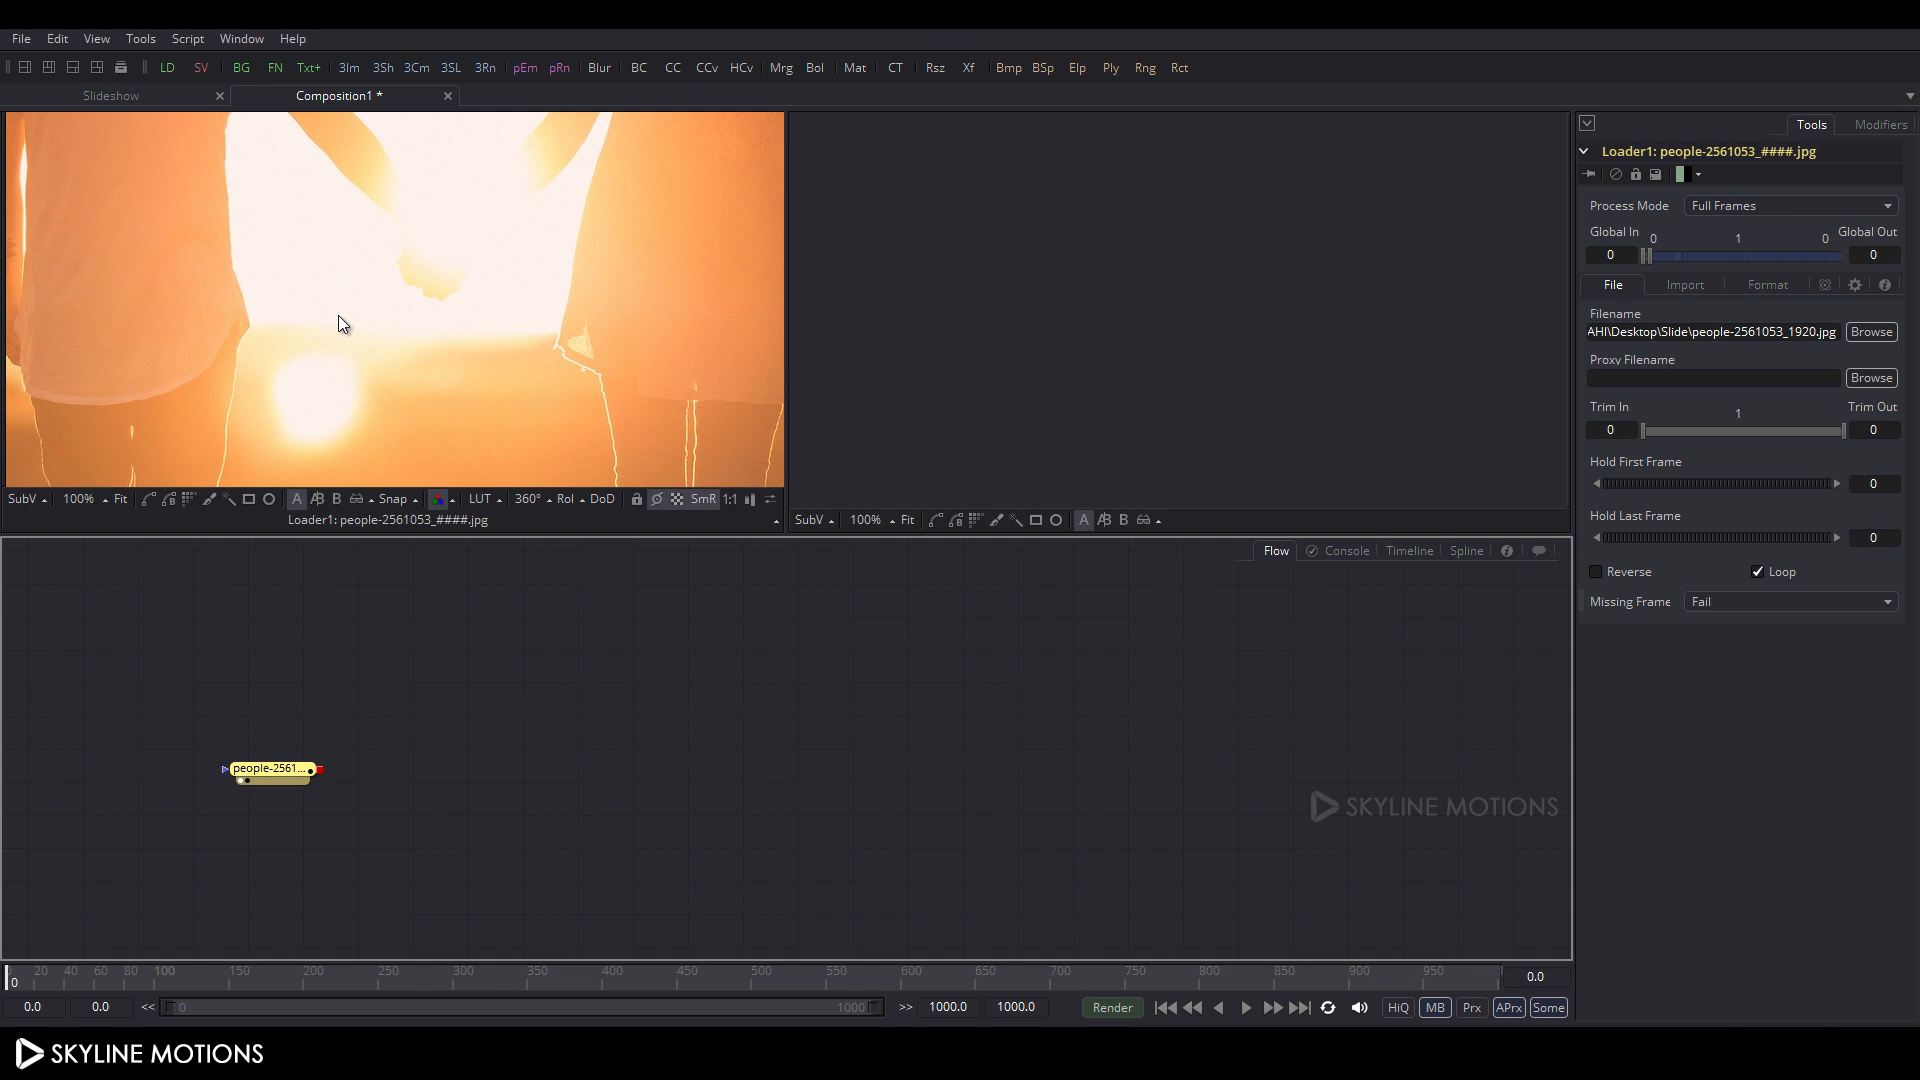 File Edit View Tools Script Window Help
LD SV BG FN Txt+ 3Im 3Sh 3Cm 3SL 3Rn pEm pRn Blur BC CC CCv HCv Mrg Bol Mat CT Rsz Xf Bmp BSp Elp Ply Rng Rct
Slideshow Composition1 *
Tools Modifiers
Loader1: people-2561053_####.jpg
Process Mode Full Frames
Global In 0 1 0 Global Out
0 0
File Import Format
Filename
AHI\Desktop\Slide\people-2561053_1920.jpg Browse
Proxy Filename
Browse
Trim In 1 Trim Out
0 0
Hold First Frame
0
Hold Last Frame
0
Reverse Loop
Missing Frame Fail
SubV 100% Fit A B Snap LUT 360° Rol DoD SmR 1:1
Loader1: people-2561053_####.jpg
SubV 100% Fit A B
Flow Console Timeline Spline
people-2561...
SKYLINE MOTIONS
0 20 40 60 80 100 150 200 250 300 350 400 450 500 550 600 650 700 750 800 850 900 950 0.0
0.0 0.0 << 0 1000 >> 1000.0 1000.0 Render HiQ MB Prx APrx Some
SKYLINE MOTIONS